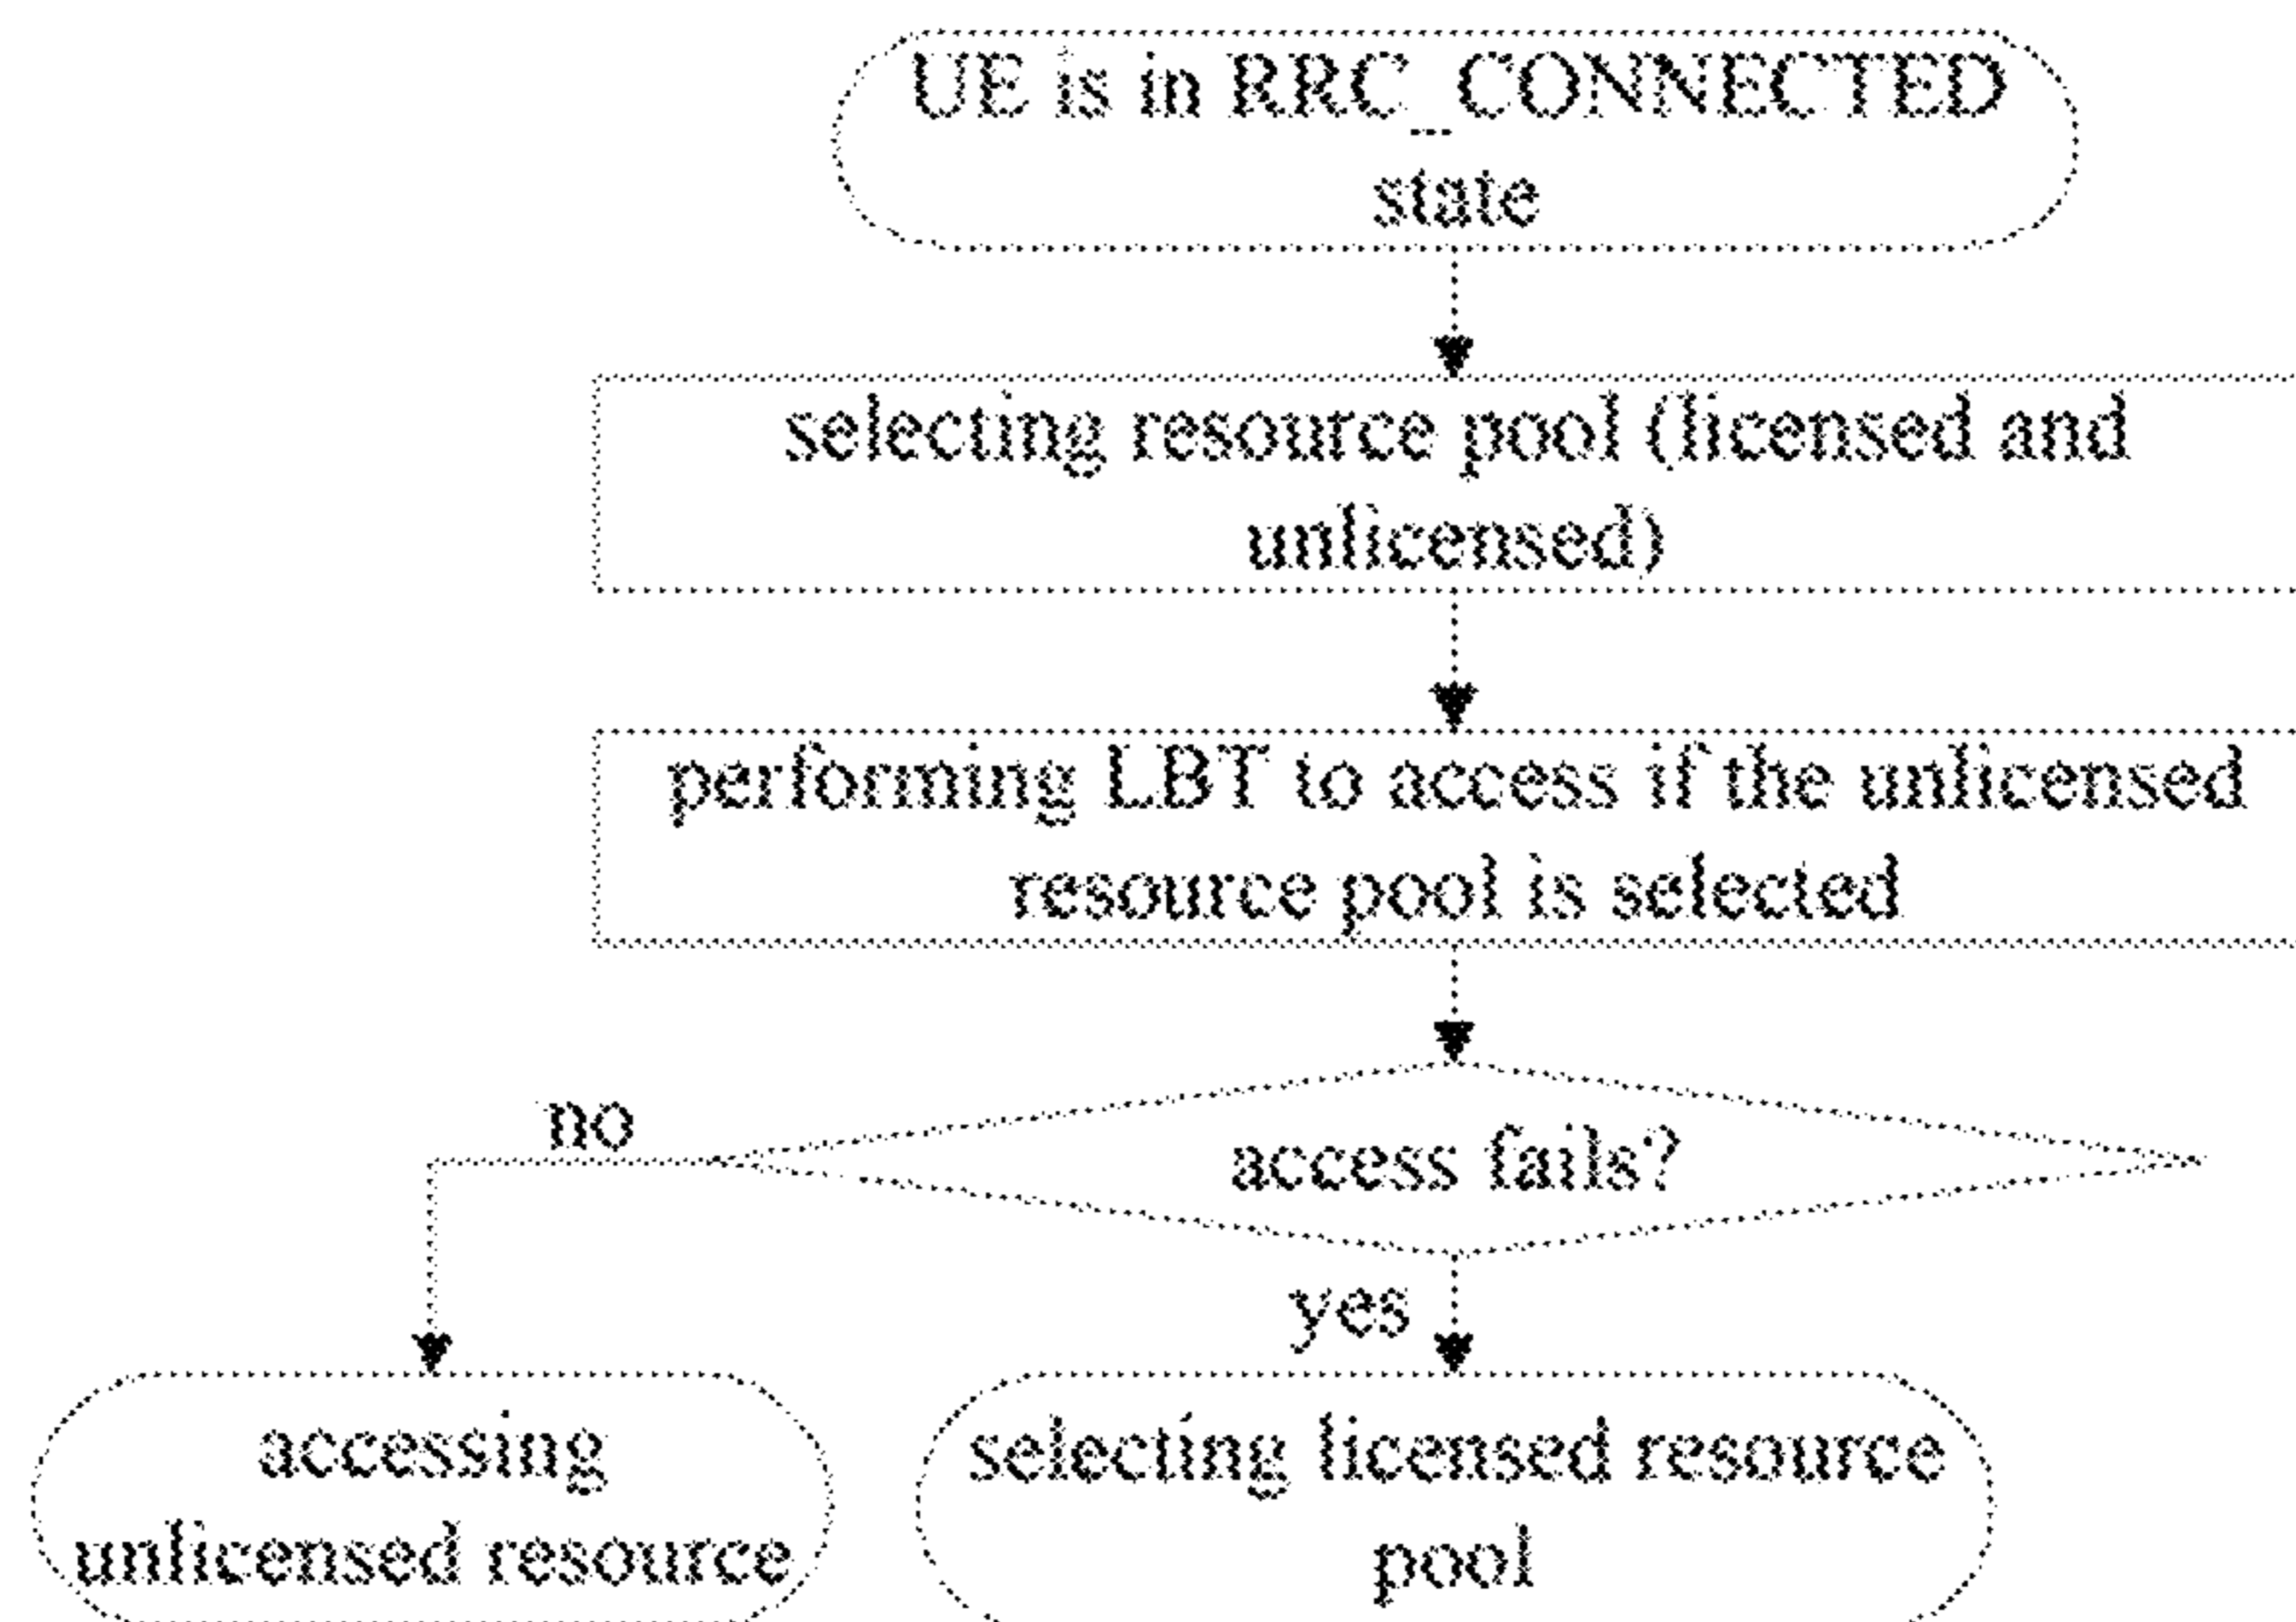 UE is in RRC_CONNECTED
state
selecting resource pool (licensed and
unlicensed)
performing LBT to access if the unlicensed
resource pool is selected
no
access fails?
yes
accessing
unlicensed resource
selecting licensed resource
pool